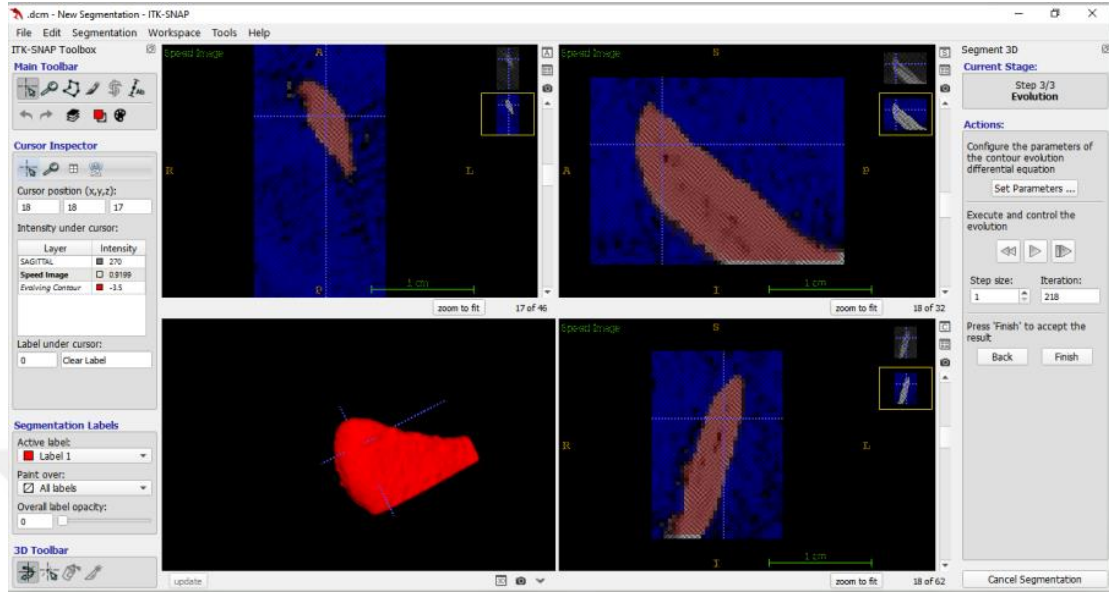 .dcm - New Segmentation - ITK-SNAP
File Edit Segmentation Workspace Tools Help
ITK-SNAP Toolbox
Main Toolbar
Cursor Inspector
Cursor position (x,y,z):
18 18 17
Intensity under cursor:
Layer Intensity
SAGITTAL 270
Speed Image 0.9199
Evolving Contour -3.5
Label under cursor:
0 Clear Label
Segmentation Labels
Active label:
Label 1
Paint over:
All labels
Overall label opacity:
0
3D Toolbar
Speed Image
A
R
L
P
1 cm
zoom to fit 17 of 46
A
Speed Image
S
A
P
I
1 cm
zoom to fit 18 of 32
S
update
3D
Speed Image
S
R
L
I
1 cm
zoom to fit 18 of 62
C
Segment 3D
Current Stage:
Step 3/3
Evolution
Actions:
Configure the parameters of
the contour evolution
differential equation
Set Parameters ...
Execute and control the
evolution
Step size: Iteration:
1 218
Press 'Finish' to accept the
result
Back Finish
Cancel Segmentation